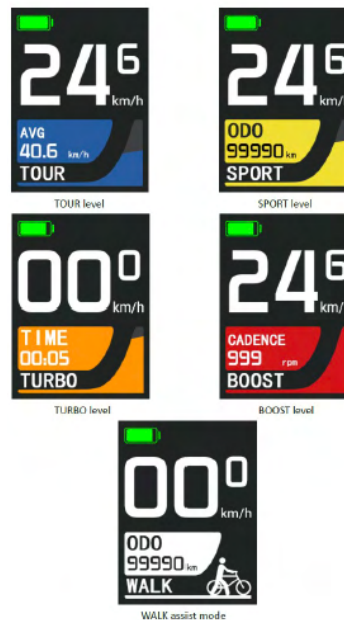 24 6
km/h
AVG
40.6 km/h
TOUR
TOUR level
24 6
km/h
ODO
99990 km
SPORT
SPORT level
00 0
km/h
TIME
00:05
TURBO
TURBO level
24 6
km/h
CADENCE
999 rpm
BOOST
BOOST level
00 0
km/h
ODO
99990 km
WALK
WALK assist mode